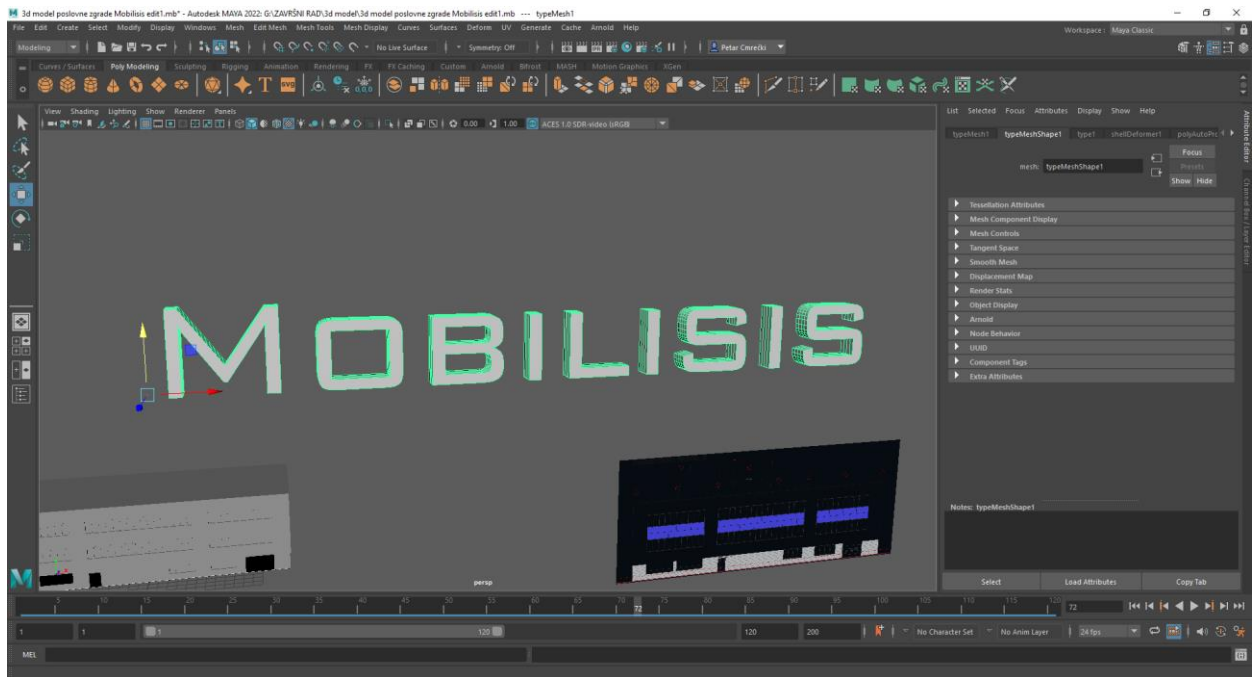 3d model poslovne zgrade Mobilisis edit1.mb* - Autodesk MAYA 2022: G:\ZAVRŠNI RAD\3d model\3d model poslovne zgrade Mobilisis edit1.mb --- typeMesh1
File Edit Create Select Modify Display Windows Mesh Edit Mesh Mesh Tools Mesh Display Curves Surfaces Deform UV Generate Cache Arnold Help
Workspace: Maya Classic
Modeling No Live Surface Symmetry: Off Petar Cmrečki
Curves / Surfaces Poly Modeling Sculpting Rigging Animation Rendering FX FX Caching Custom Arnold Bifrost MASH Motion Graphics XGen
View Shading Lighting Show Renderer Panels
0.00 1.00 ACES 1.0 SDR-video (sRGB)
MOBILISIS
persp
List Selected Focus Attributes Display Show Help
typeMesh1 typeMeshShape1 type1 shellDeformer1 polyAutoPrc
mesh: typeMeshShape1
Focus
Presets
Show Hide
Tessellation Attributes
Mesh Component Display
Mesh Controls
Tangent Space
Smooth Mesh
Displacement Map
Render Stats
Object Display
Arnold
Node Behavior
UUID
Component Tags
Extra Attributes
Notes: typeMeshShape1
Select Load Attributes Copy Tab
Attribute Editor
Channel Box / Layer Editor
5 10 15 20 25 30 35 40 45 50 55 60 65 70 72 75 80 85 90 95 100 105 110 115 120 72
1 1 1 120 120 200 No Character Set No Anim Layer 24 fps
MEL